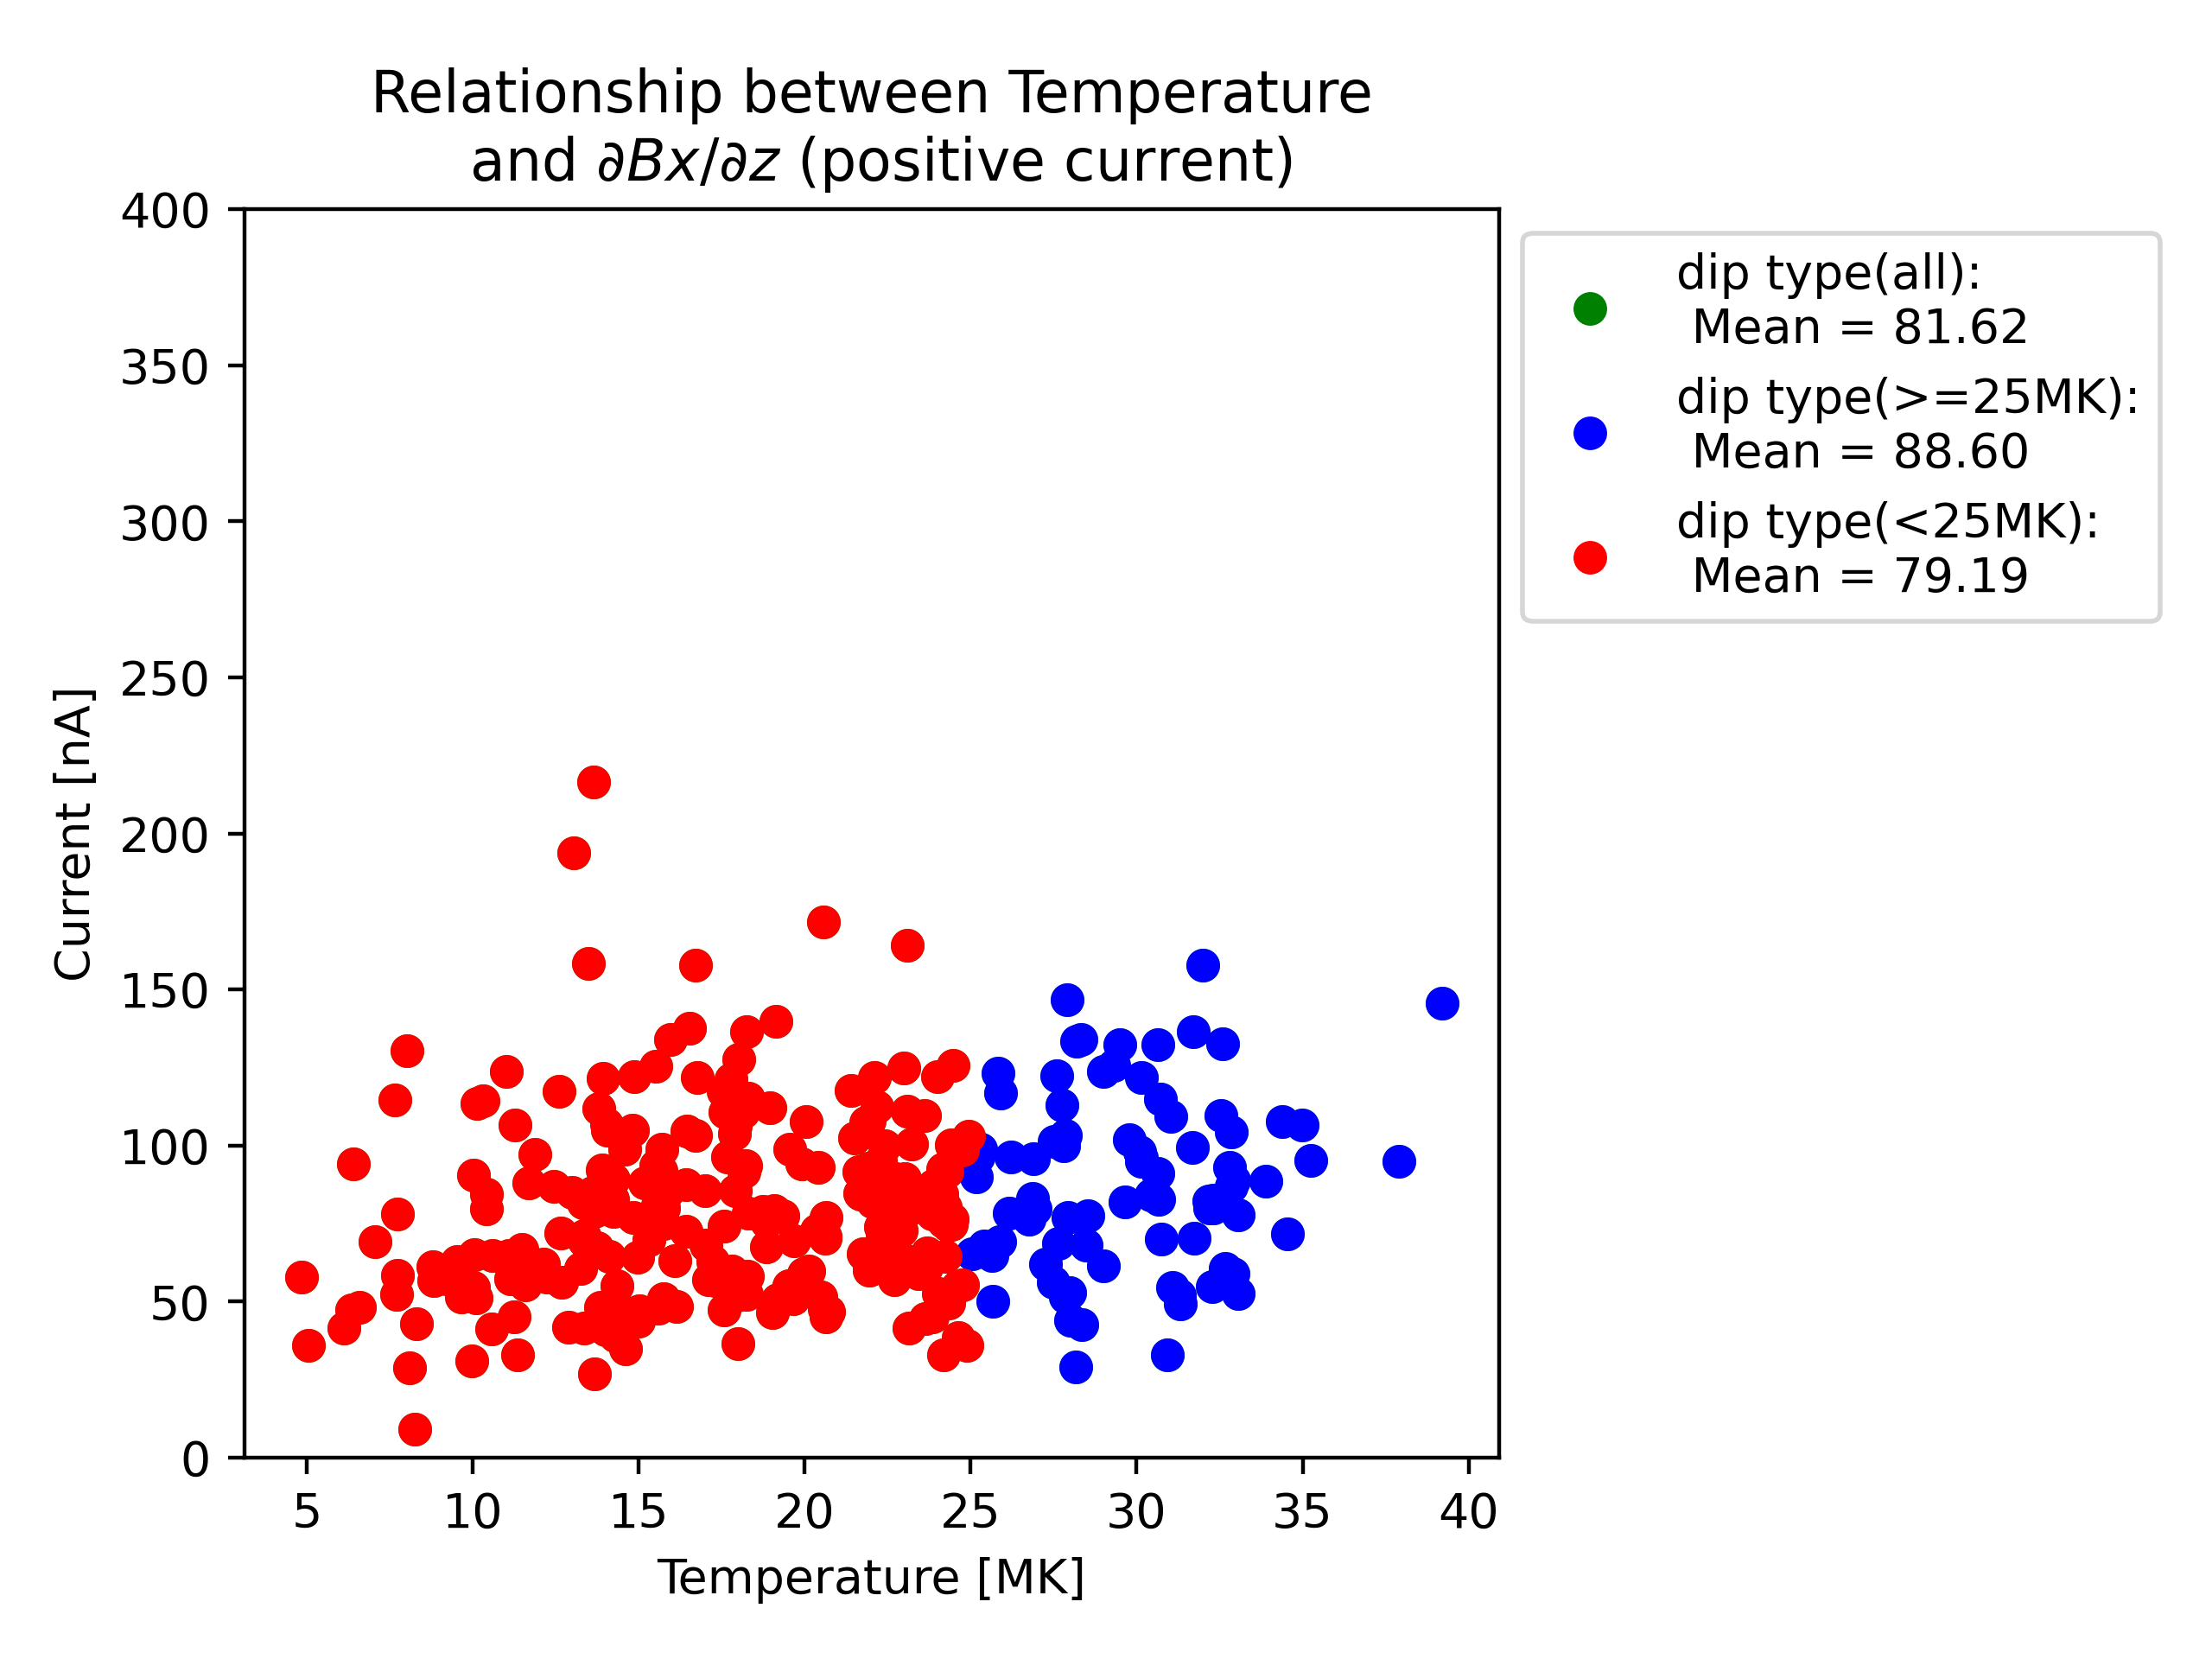 Relationship between Temperature
and ∂Bx/∂z (positive current)
400
350
300
250
200
150
100
50
0
Current [nA]
5 10 15 20 25 30 35 40
Temperature [MK]
dip type(all):
Mean = 81.62
dip type(>=25MK):
Mean = 88.60
dip type(<25MK):
Mean = 79.19